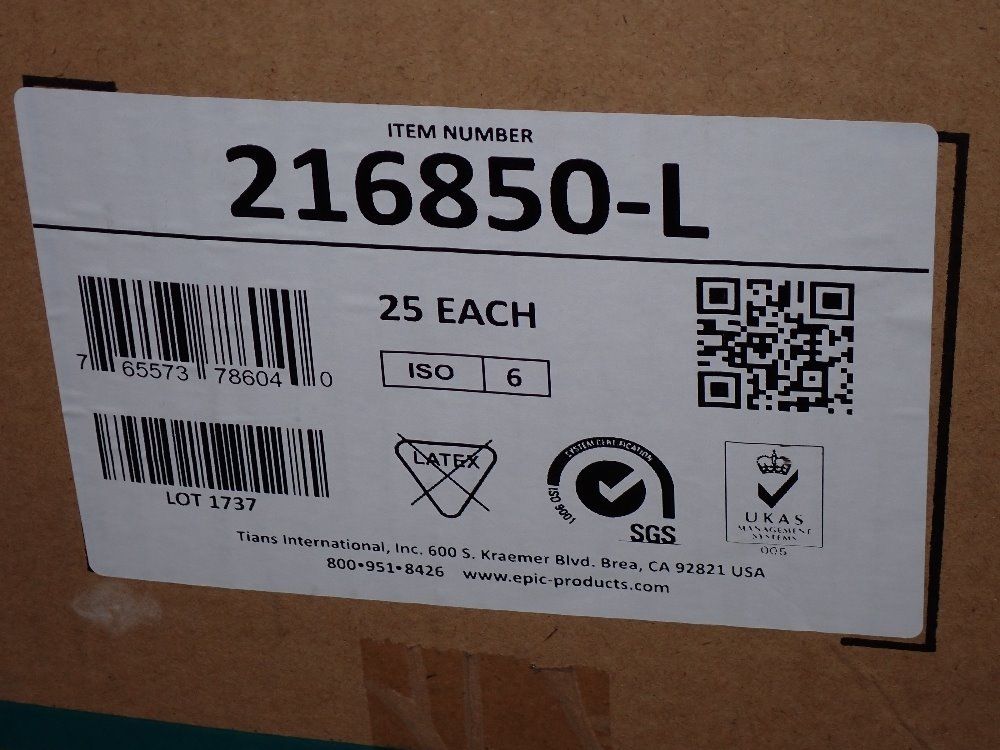 ITEM NUMBER
216850-L
25 EACH
7 65573 78604 0
ISO 6
LOT 1737
LATEX
SYSTEM CERTIFICATION
ISO 9001
SGS
UKAS
MANAGEMENT
SYSTEMS
005
Tians International, Inc. 600 S. Kraemer Blvd. Brea, CA 92821 USA
800•951•8426 www.epic-products.com